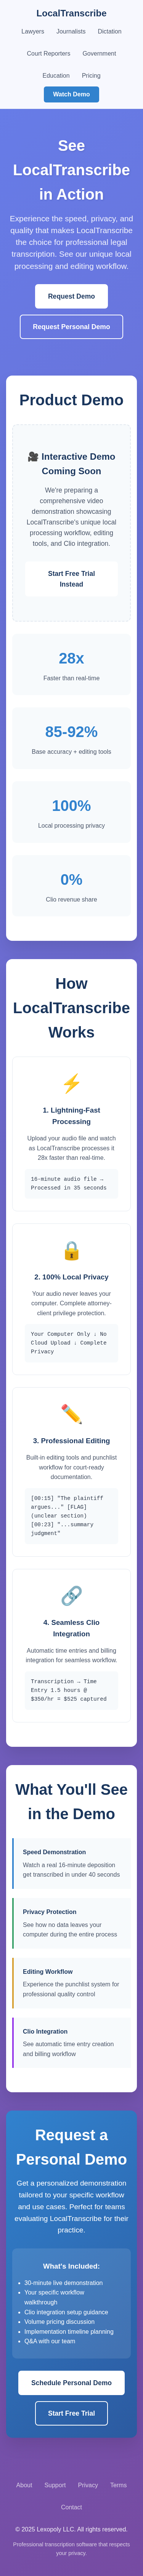 LocalTranscribe
Lawyers Journalists Dictation
Court Reporters Government
Education Pricing
Watch Demo
See
LocalTranscribe
in Action
Experience the speed, privacy, and
quality that makes LocalTranscribe
the choice for professional legal
transcription. See our unique local
processing and editing workflow.
Request Demo
Request Personal Demo
Product Demo
🎥 Interactive Demo
Coming Soon
We're preparing a
comprehensive video
demonstration showcasing
LocalTranscribe's unique local
processing workflow, editing
tools, and Clio integration.
Start Free Trial
Instead
28x
Faster than real-time
85-92%
Base accuracy + editing tools
100%
Local processing privacy
0%
Clio revenue share
How
LocalTranscribe
Works
⚡
1. Lightning-Fast
Processing
Upload your audio file and watch
as LocalTranscribe processes it
28x faster than real-time.
16-minute audio file →
Processed in 35 seconds
🔒
2. 100% Local Privacy
Your audio never leaves your
computer. Complete attorney-
client privilege protection.
Your Computer Only ↓ No
Cloud Upload ↓ Complete
Privacy
✏️
3. Professional Editing
Built-in editing tools and punchlist
workflow for court-ready
documentation.
[00:15] "The plaintiff
argues..." [FLAG]
(unclear section)
[00:23] "...summary
judgment"
🔗
4. Seamless Clio
Integration
Automatic time entries and billing
integration for seamless workflow.
Transcription → Time
Entry 1.5 hours @
$350/hr = $525 captured
What You'll See
in the Demo
Speed Demonstration
Watch a real 16-minute deposition
get transcribed in under 40 seconds
Privacy Protection
See how no data leaves your
computer during the entire process
Editing Workflow
Experience the punchlist system for
professional quality control
Clio Integration
See automatic time entry creation
and billing workflow
Request a
Personal Demo
Get a personalized demonstration
tailored to your specific workflow
and use cases. Perfect for teams
evaluating LocalTranscribe for their
practice.
What's Included:
• 30-minute live demonstration
• Your specific workflow
walkthrough
• Clio integration setup guidance
• Volume pricing discussion
• Implementation timeline planning
• Q&A with our team
Schedule Personal Demo
Start Free Trial
About Support Privacy Terms
Contact
© 2025 Lexopoly LLC. All rights reserved.
Professional transcription software that respects
your privacy.